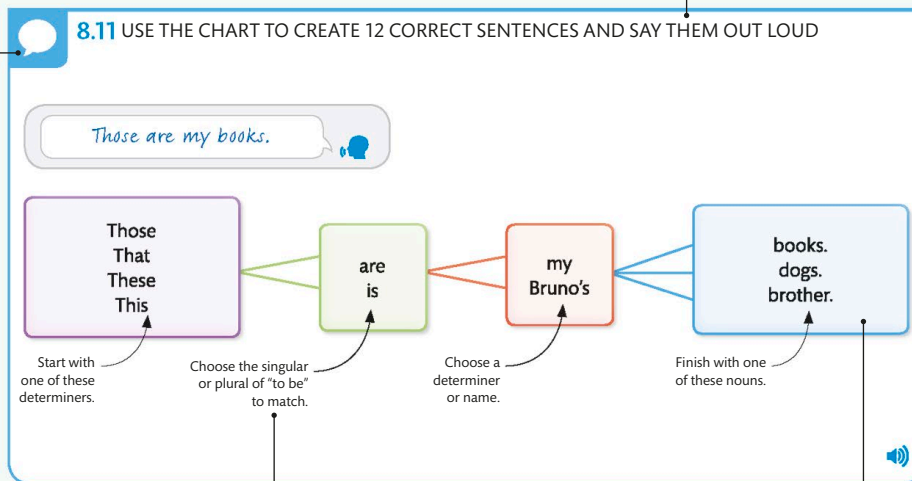 8.11 USE THE CHART TO CREATE 12 CORRECT SENTENCES AND SAY THEM OUT LOUD
Those are my books.
Those
That
These
This
are
is
my
Bruno's
books.
dogs.
brother.
Start with
one of these
determiners.
Choose the singular
or plural of "to be"
to match.
Choose a
determiner
or name.
Finish with one
of these nouns.